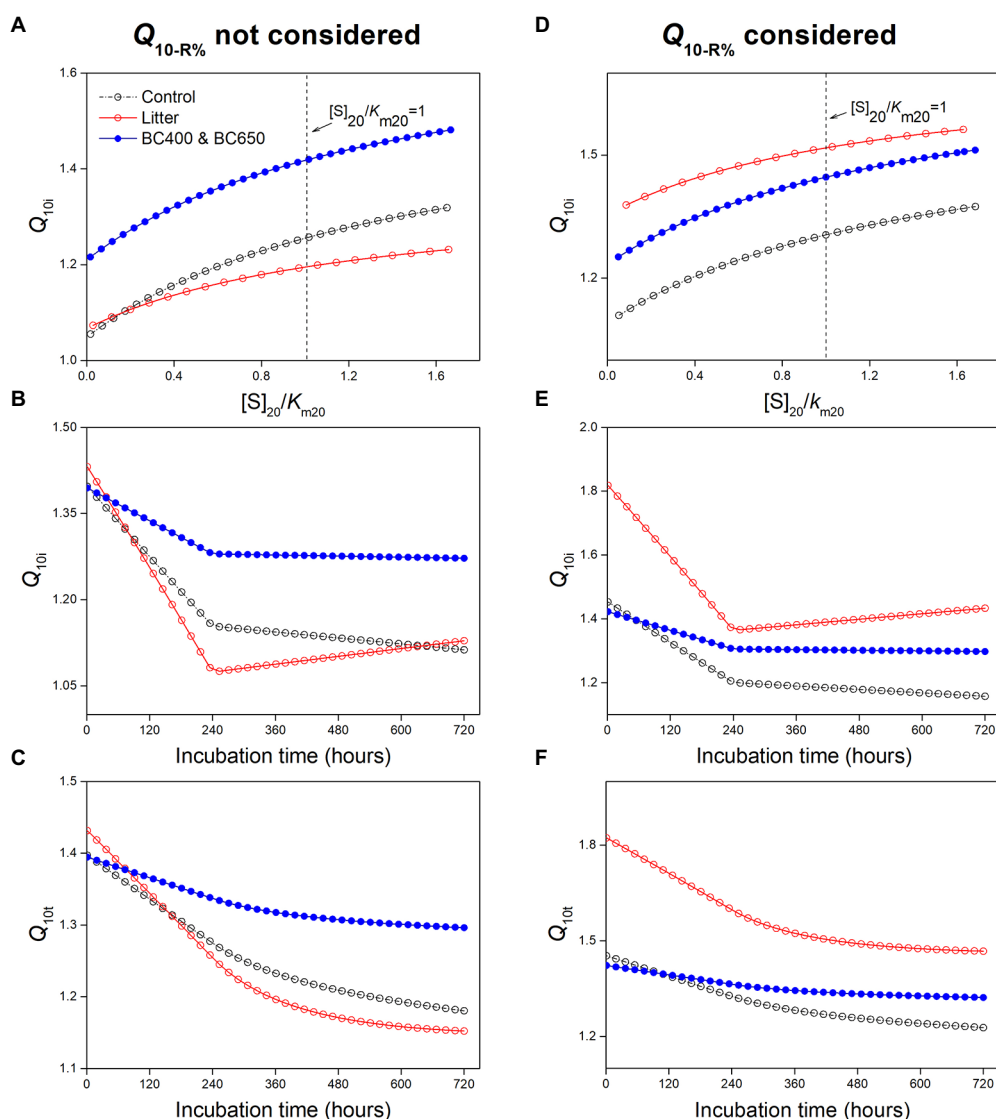 A
Q10-R% not considered
D
Q10-R% considered
1.6
1.4
1.2
1.0
Q10i
Control
Litter
BC400 & BC650
[S]20/Km20=1
0.0 0.4 0.8 1.2 1.6
[S]20/Km20
1.5
1.2
Q10i
[S]20/Km20=1
0.0 0.4 0.8 1.2 1.6
[S]20/km20
B
1.50
1.35
1.20
1.05
Q10i
0 120 240 360 480 600 720
Incubation time (hours)
E
2.0
1.8
1.6
1.4
1.2
Q10i
0 120 240 360 480 600 720
Incubation time (hours)
C
1.5
1.4
1.3
1.2
1.1
Q10t
0 120 240 360 480 600 720
Incubation time (hours)
F
1.8
1.5
1.2
Q10t
0 120 240 360 480 600 720
Incubation time (hours)